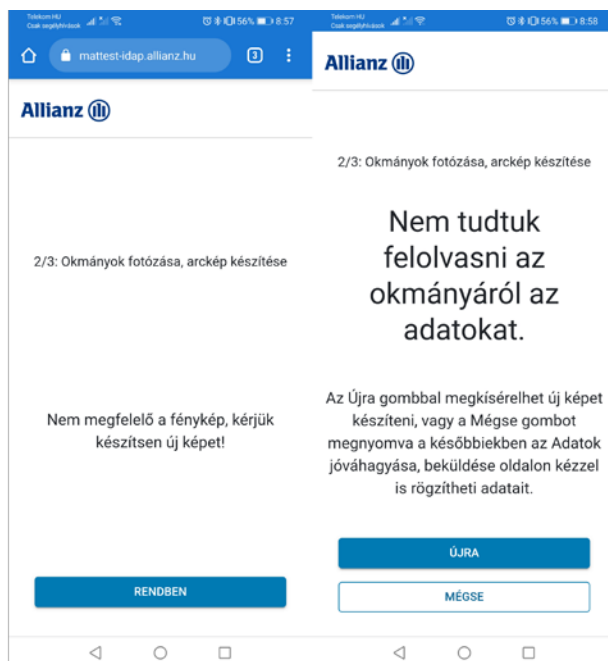 Telekom HU
Csak segélyhívások
56% 8:57
mattest-idap.allianz.hu
3
Allianz
2/3: Okmányok fotózása, arckép készítése
Nem megfelelő a fénykép, kérjük
készítsen új képet!
RENDBEN
Telekom HU
Csak segélyhívások
56% 8:58
Allianz
2/3: Okmányok fotózása, arckép készítése
Nem tudtuk
felolvasni az
okmányáról az
adatokat.
Az Újra gombbal megkísérelhet új képet
készíteni, vagy a Mégse gombot
megnyomva a későbbiekben az Adatok
jóváhagyása, beküldése oldalon kézzel
is rögzítheti adatait.
ÚJRA
MÉGSE